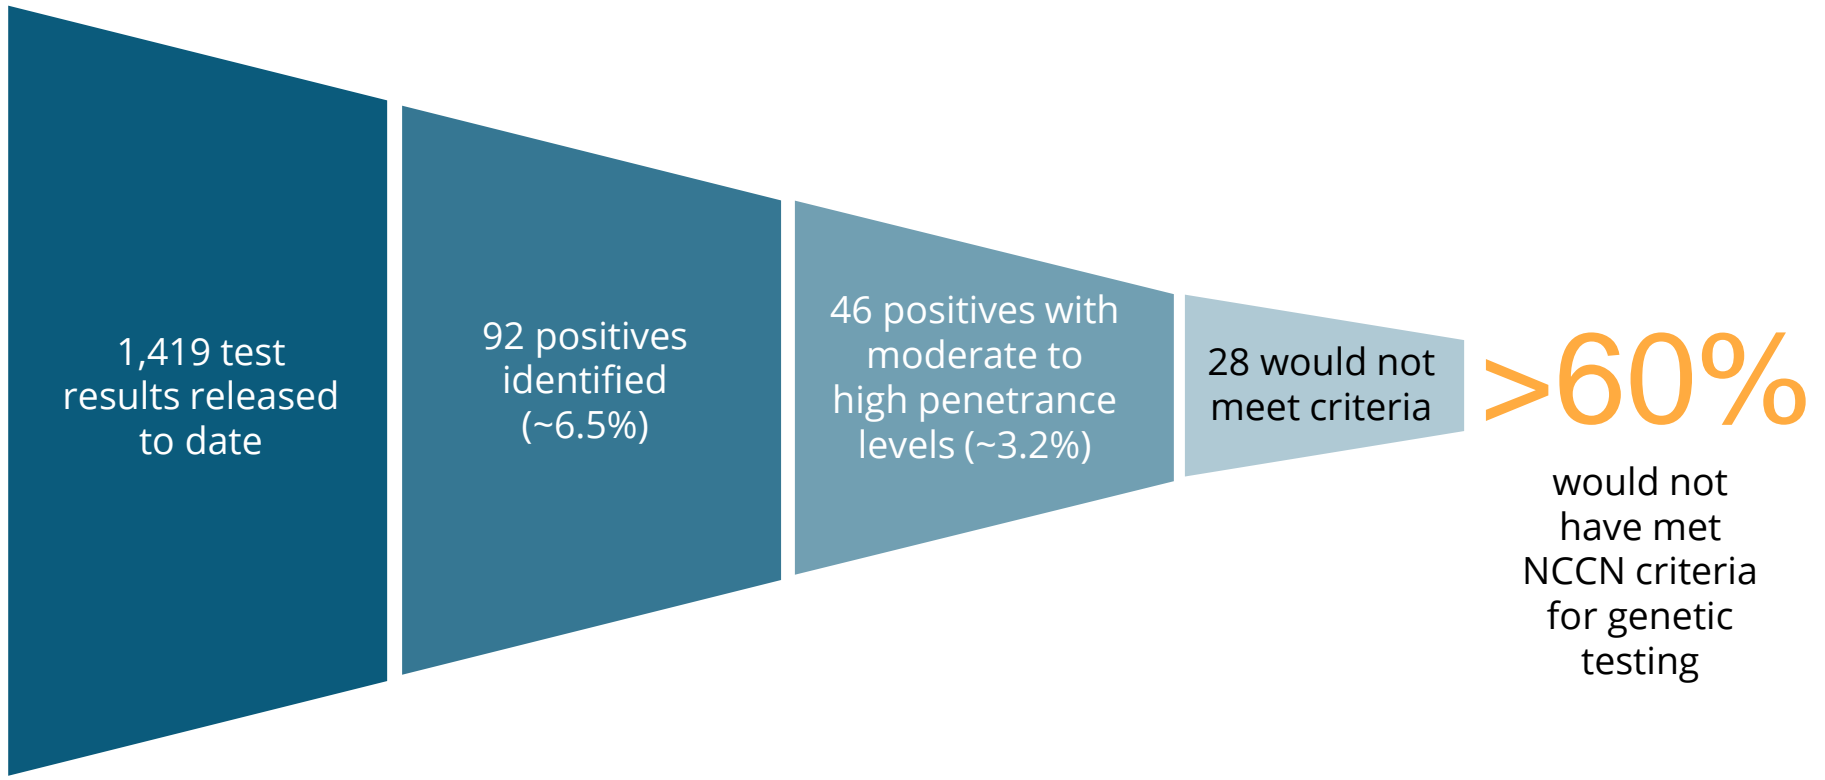 1,419 test
results released
to date
92 positives
identified
(~6.5%)
46 positives with
moderate to
high penetrance
levels (~3.2%)
28 would not
meet criteria
>60%
would not
have met
NCCN criteria
for genetic
testing